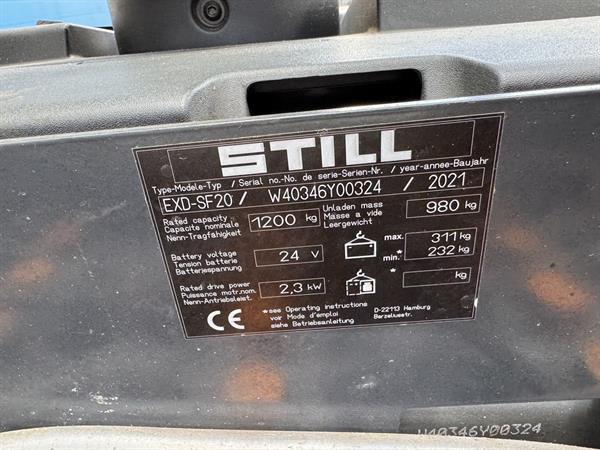 STILL
Type-Modele-Typ / Serial no.-No. de serie-Serien-Nr. / year-annee-Baujahr
EXD-SF20 / W40346Y00324 / 2021
Rated capacity
Capacite nominale
Nenn-Tragfähigkeit
1200 kg
Unladen mass
Masse a vide
Leergewicht
980 kg
Battery voltage
Tension batterie
Batteriespannung
24 V
max. 311 kg
min.* 232 kg
Rated drive power
Puissance motr.nom.
Nenn-Antriebsleist.
2.3 kW
* kg
CE
*see Operating instructions
voir Mode d'emploi
siehe Betriebsanleitung
D-22113 Hamburg
Berzeliusstr.
W40346Y00324